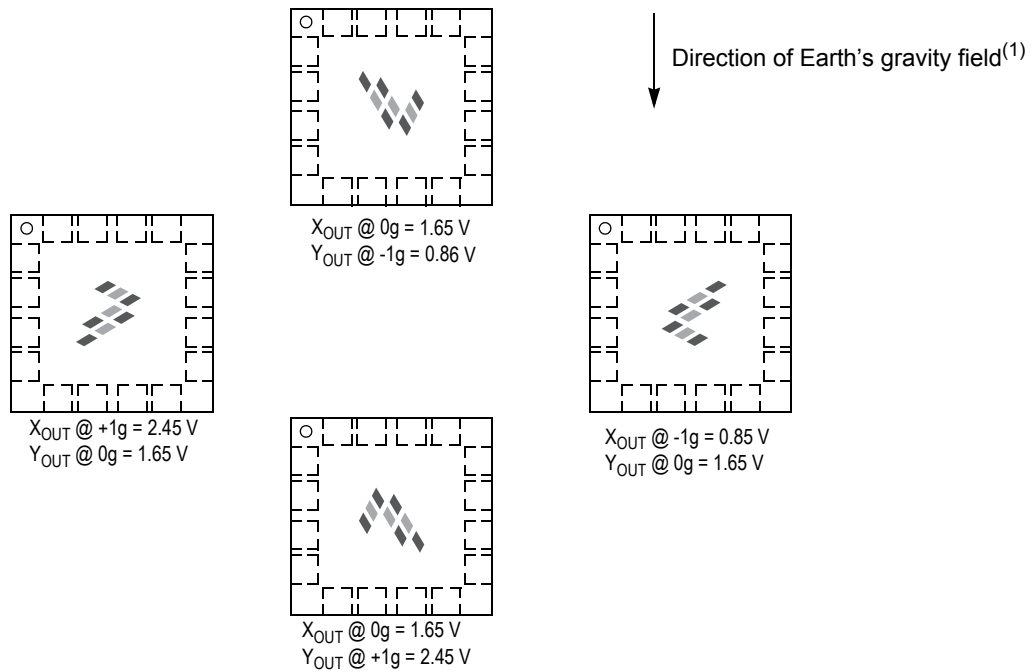 Direction of Earth's gravity field(1)
XOUT @ 0g = 1.65 V
YOUT @ -1g = 0.86 V
XOUT @ +1g = 2.45 V
YOUT @ 0g = 1.65 V
XOUT @ -1g = 0.85 V
YOUT @ 0g = 1.65 V
XOUT @ 0g = 1.65 V
YOUT @ +1g = 2.45 V